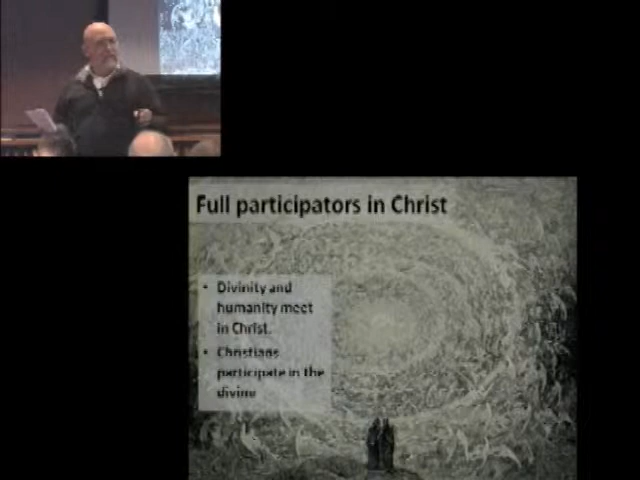 Full participators in Christ
• Divinity and
humanity meet
in Christ.
• Christians
participate in the
divine